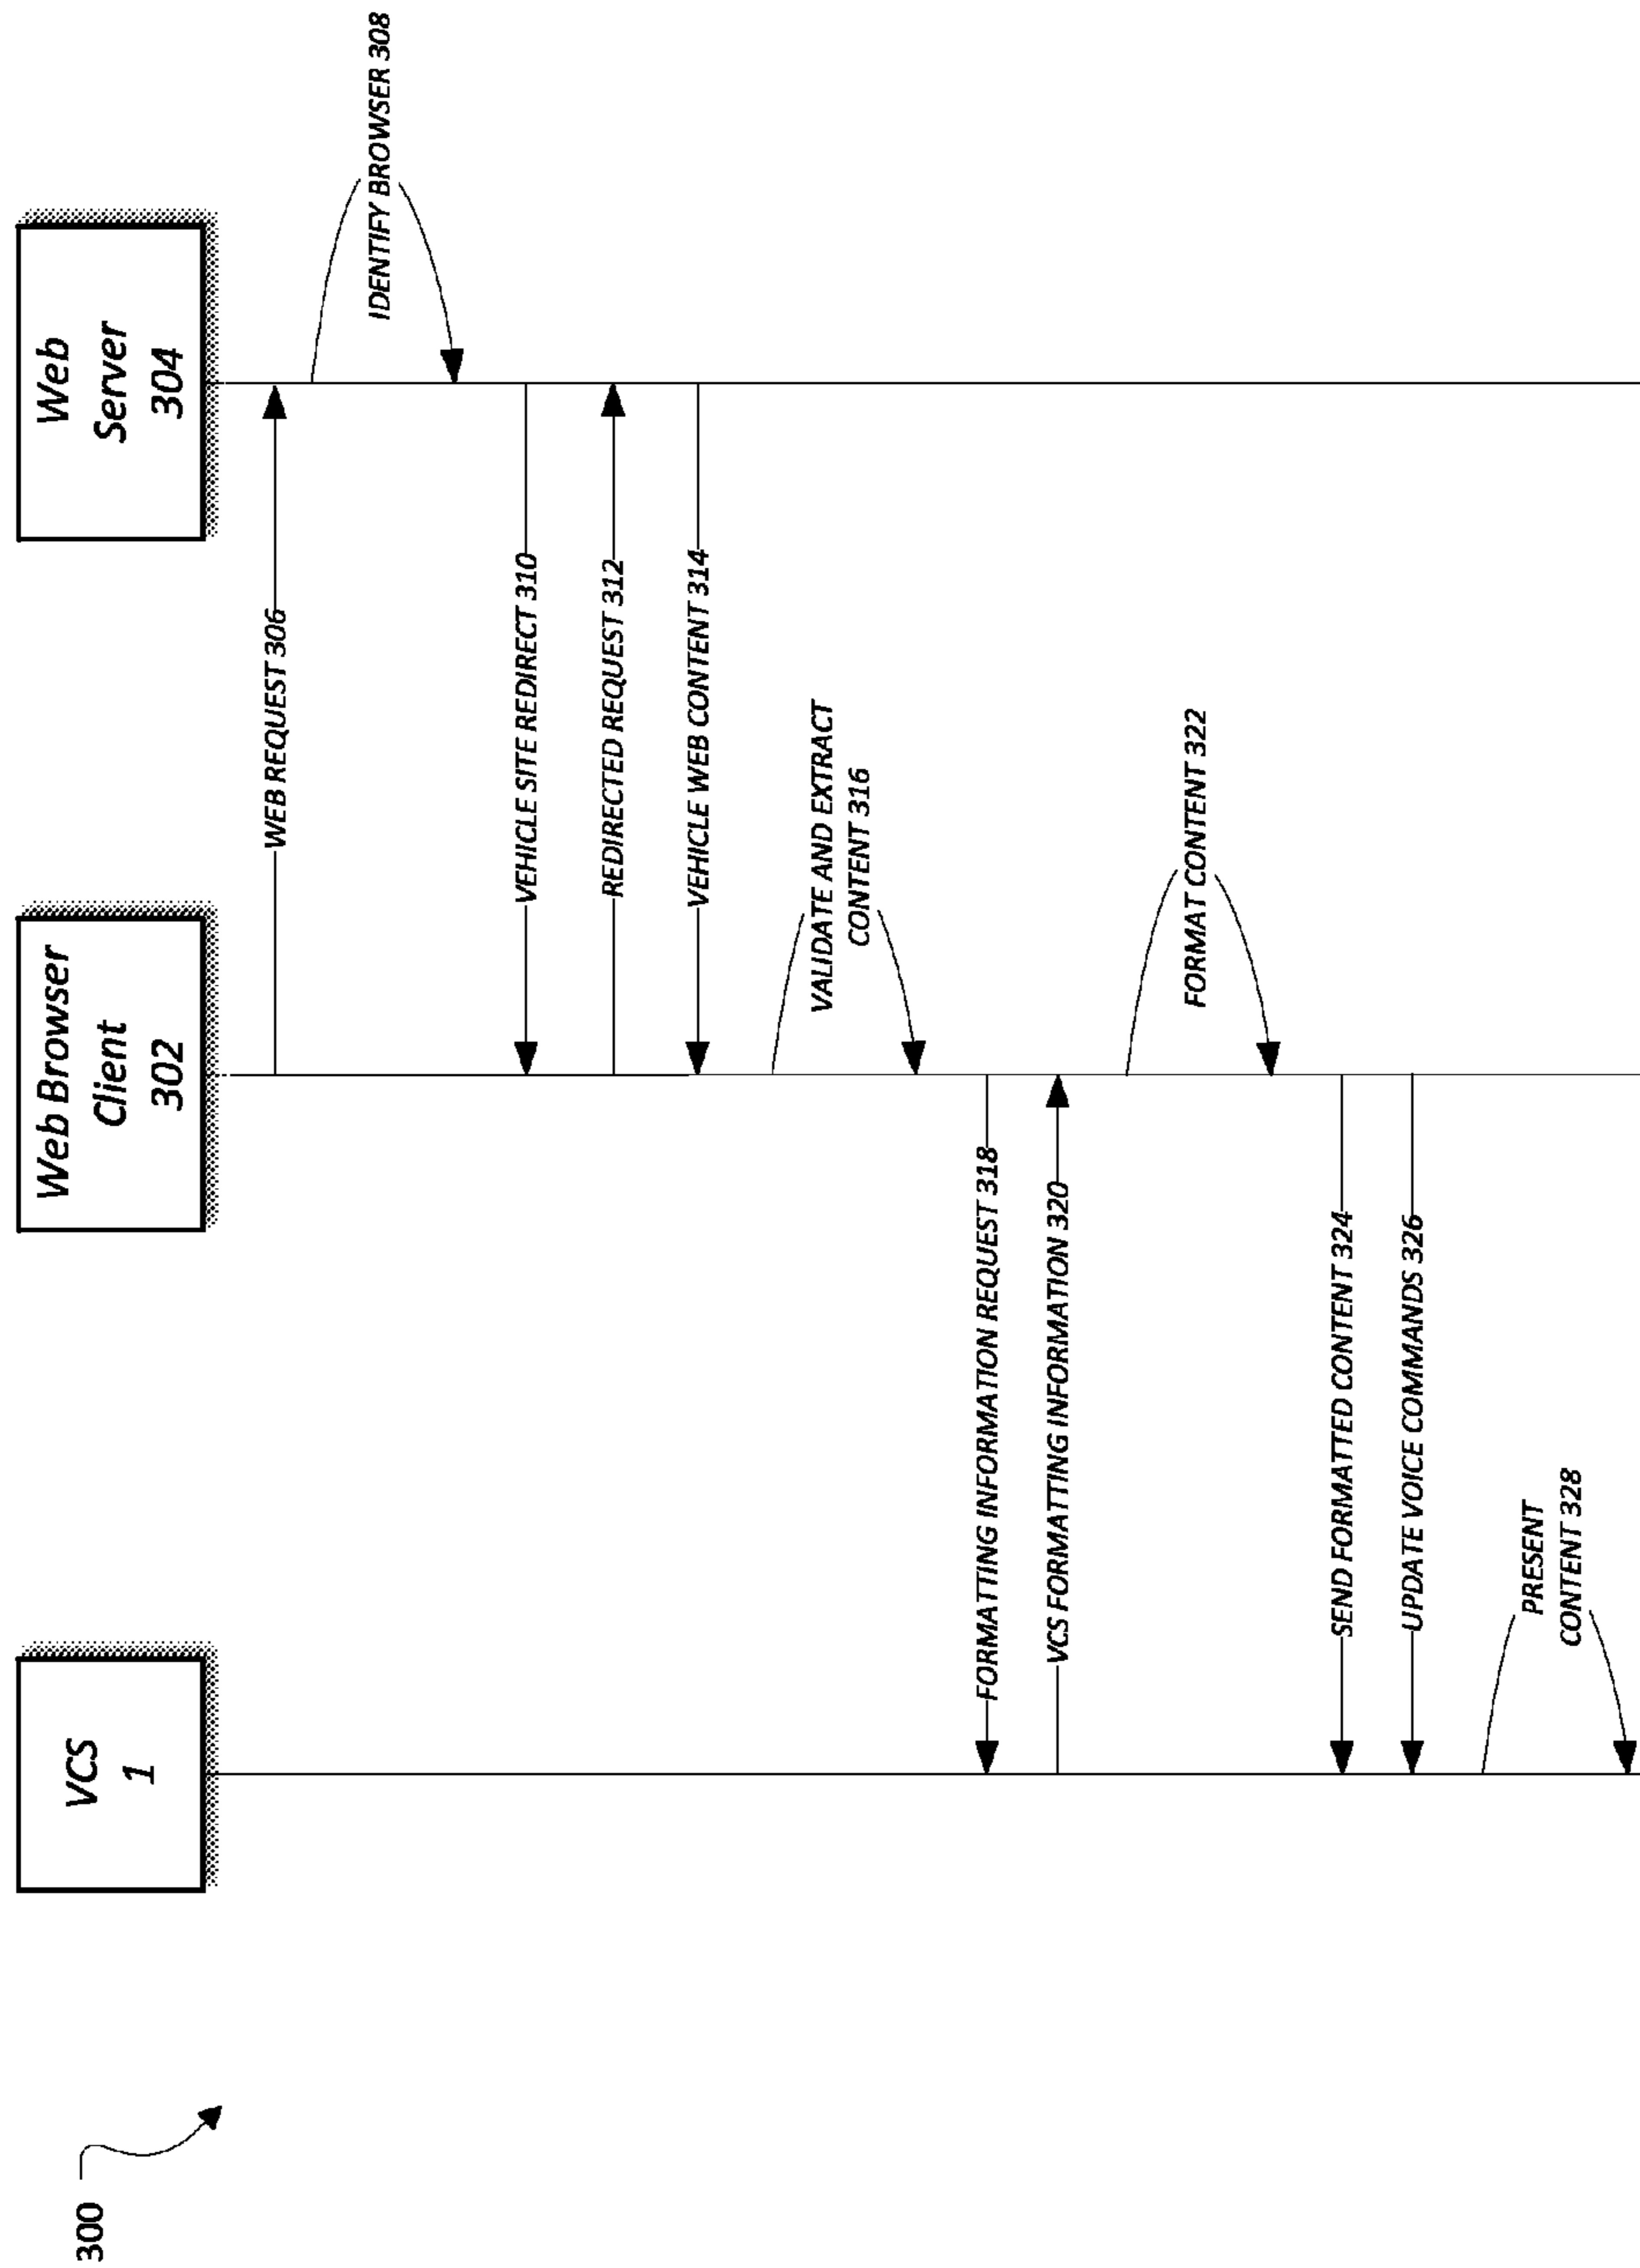 300
VCS
1
Web Browser
Client
302
Web
Server
304
WEB REQUEST 306
IDENTIFY BROWSER 308
VEHICLE SITE REDIRECT 310
REDIRECTED REQUEST 312
VEHICLE WEB CONTENT 314
VALIDATE AND EXTRACT
CONTENT 316
FORMATTING INFORMATION REQUEST 318
VCS FORMATTING INFORMATION 320
FORMAT CONTENT 322
SEND FORMATTED CONTENT 324
UPDATE VOICE COMMANDS 326
PRESENT
CONTENT 328